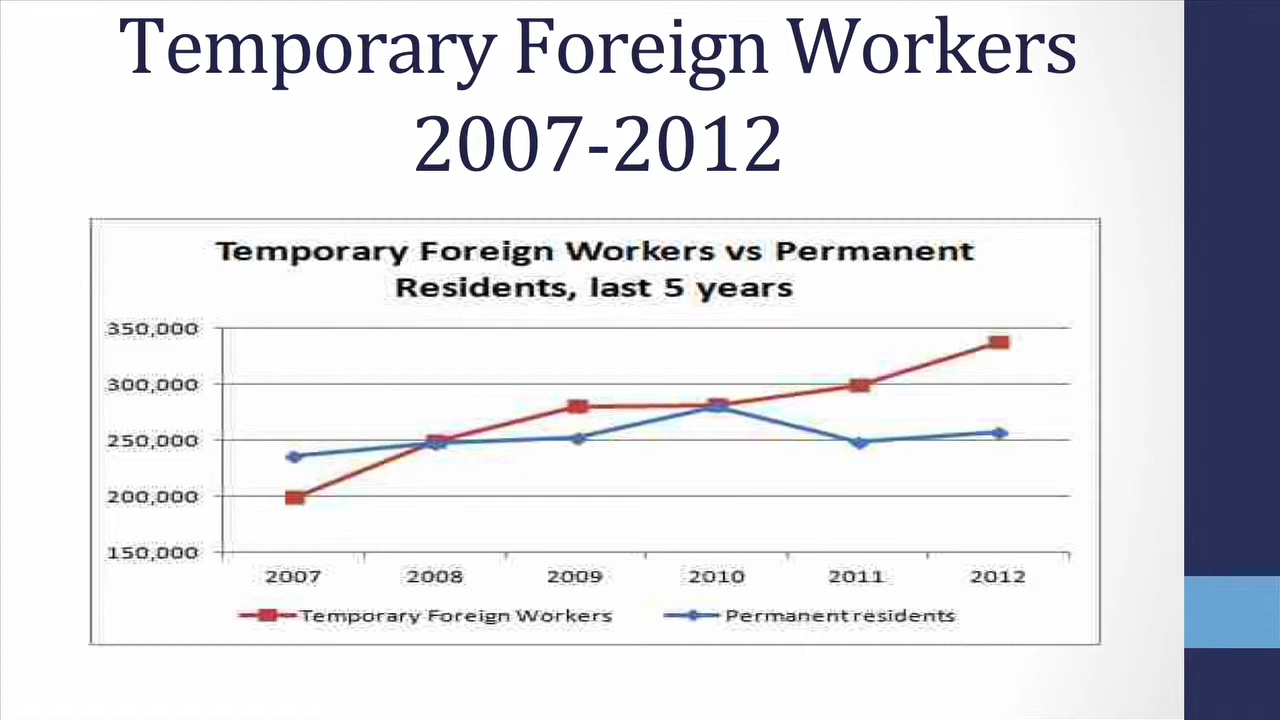 Temporary Foreign Workers
2007-2012
Temporary Foreign Workers vs Permanent
Residents, last 5 years
350,000
300,000
250,000
200,000
150,000
2007 2008 2009 2010 2011 2012
Temporary Foreign Workers Permanent residents